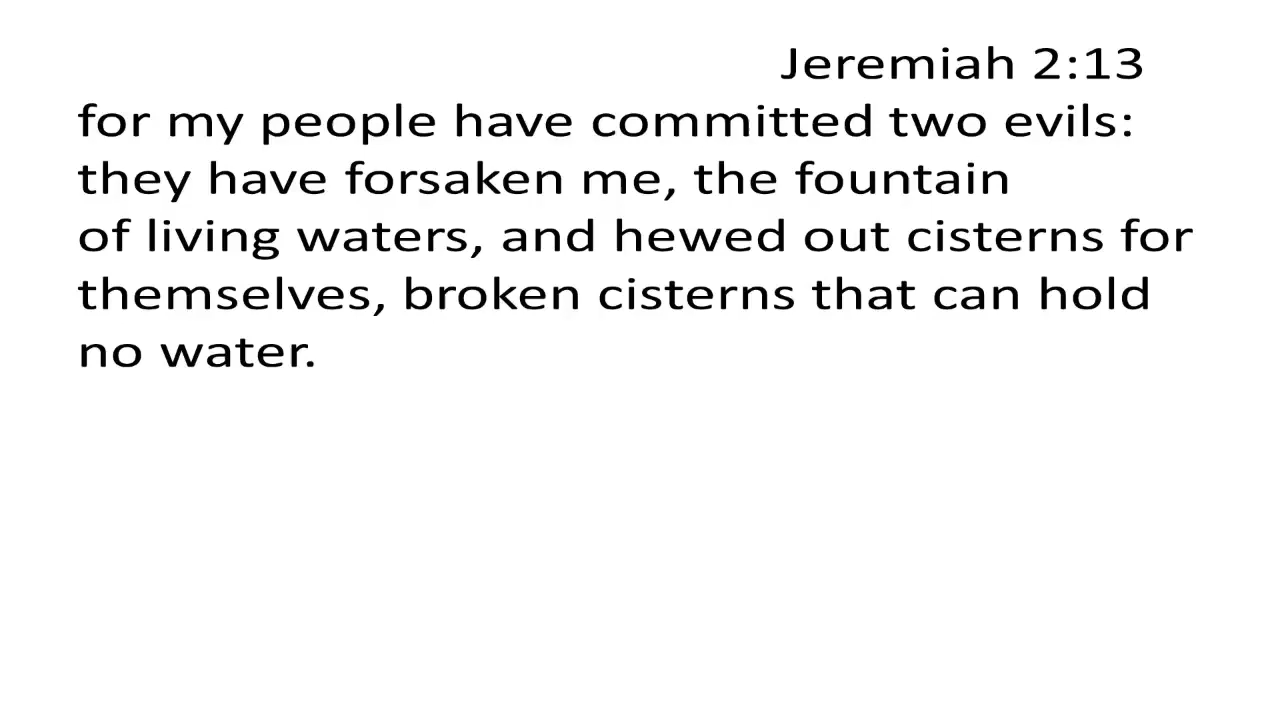 Jeremiah 2:13
for my people have committed two evils:
they have forsaken me, the fountain
of living waters, and hewed out cisterns for
themselves, broken cisterns that can hold
no water.